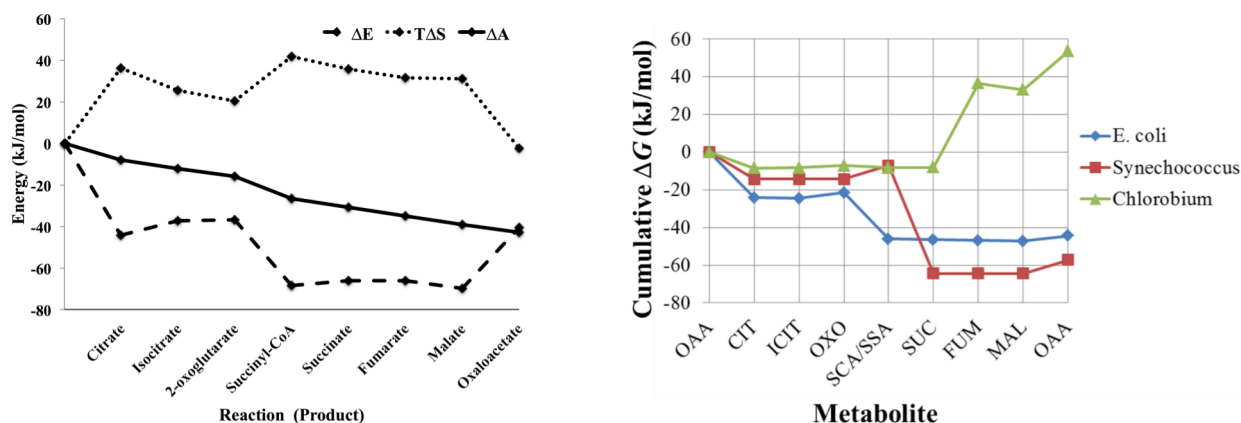 60
40
20
0
-20
-40
-60
-80
Energy (kJ/mol)
ΔE TΔS ΔA
Citrate
Isocitrate
2-oxoglutarate
Succinyl-CoA
Succinate
Fumarate
Malate
Oxaloacetate
Reaction (Product)
60
40
20
0
-20
-40
-60
-80
Cumulative ΔG (kJ/mol)
OAA
CIT
ICIT
OXO
SCA/SSA
SUC
FUM
MAL
OAA
Metabolite
E. coli
Synechococcus
Chlorobium